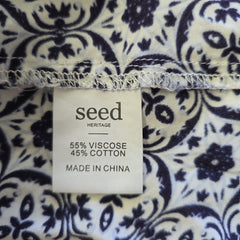 seed
HERITAGE
55% VISCOSE
45% COTTON
MADE IN CHINA